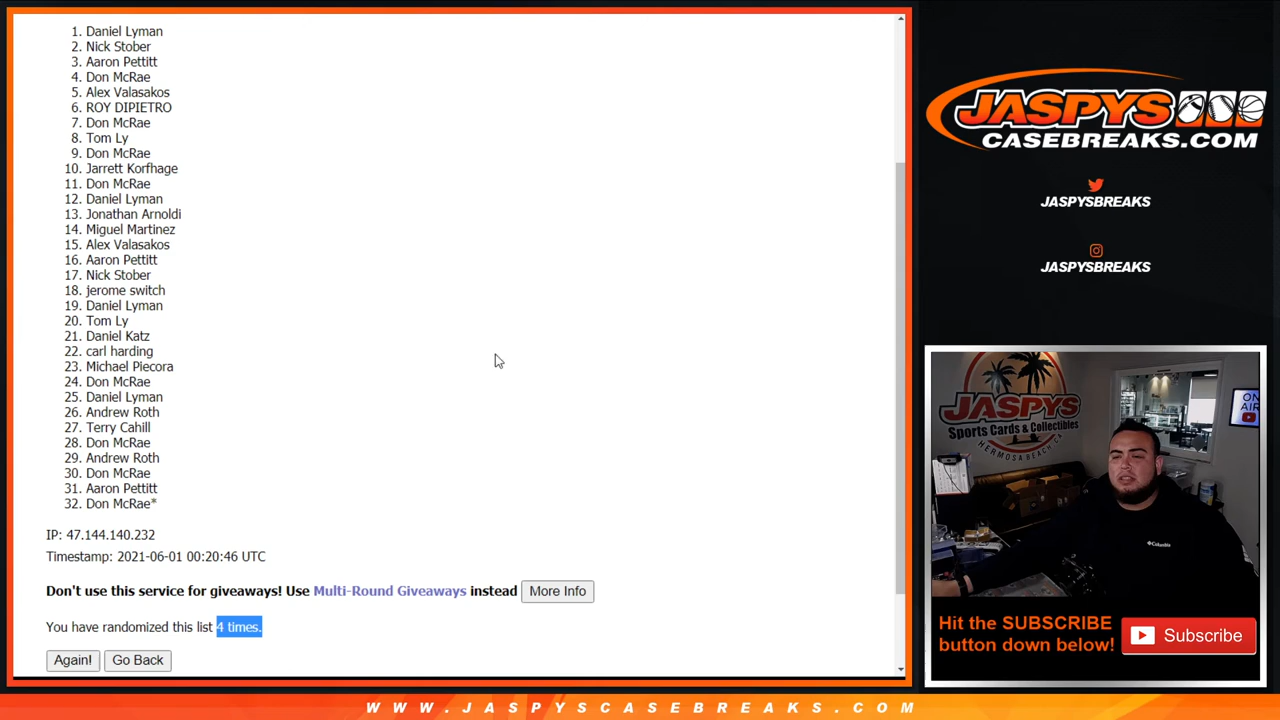 1. Daniel Lyman
2. Nick Stober
3. Aaron Pettitt
4. Don McRae
5. Alex Valasakos
6. ROY DIPIETRO
7. Don McRae
8. Tom Ly
9. Don McRae
10. Jarrett Korfhage
11. Don McRae
12. Daniel Lyman
13. Jonathan Arnoldi
14. Miguel Martinez
15. Alex Valasakos
16. Aaron Pettitt
17. Nick Stober
18. jerome switch
19. Daniel Lyman
20. Tom Ly
21. Daniel Katz
22. carl harding
23. Michael Piecora
24. Don McRae
25. Daniel Lyman
26. Andrew Roth
27. Terry Cahill
28. Don McRae
29. Andrew Roth
30. Don McRae
31. Aaron Pettitt
32. Don McRae*
IP: 47.144.140.232
Timestamp: 2021-06-01 00:20:46 UTC
Don't use this service for giveaways! Use Multi-Round Giveaways instead More Info
You have randomized this list 4 times.
Again! Go Back
JASPYS
CASEBREAKS.COM
JASPYSBREAKS
JASPYSBREAKS
JASPYS
Sports Cards & Collectibles
HERMOSA BEACH, CA
ON
AIR
Columbia
Hit the SUBSCRIBE
button down below!
Subscribe
WWW.JASPYSCASEBREAKS.COM